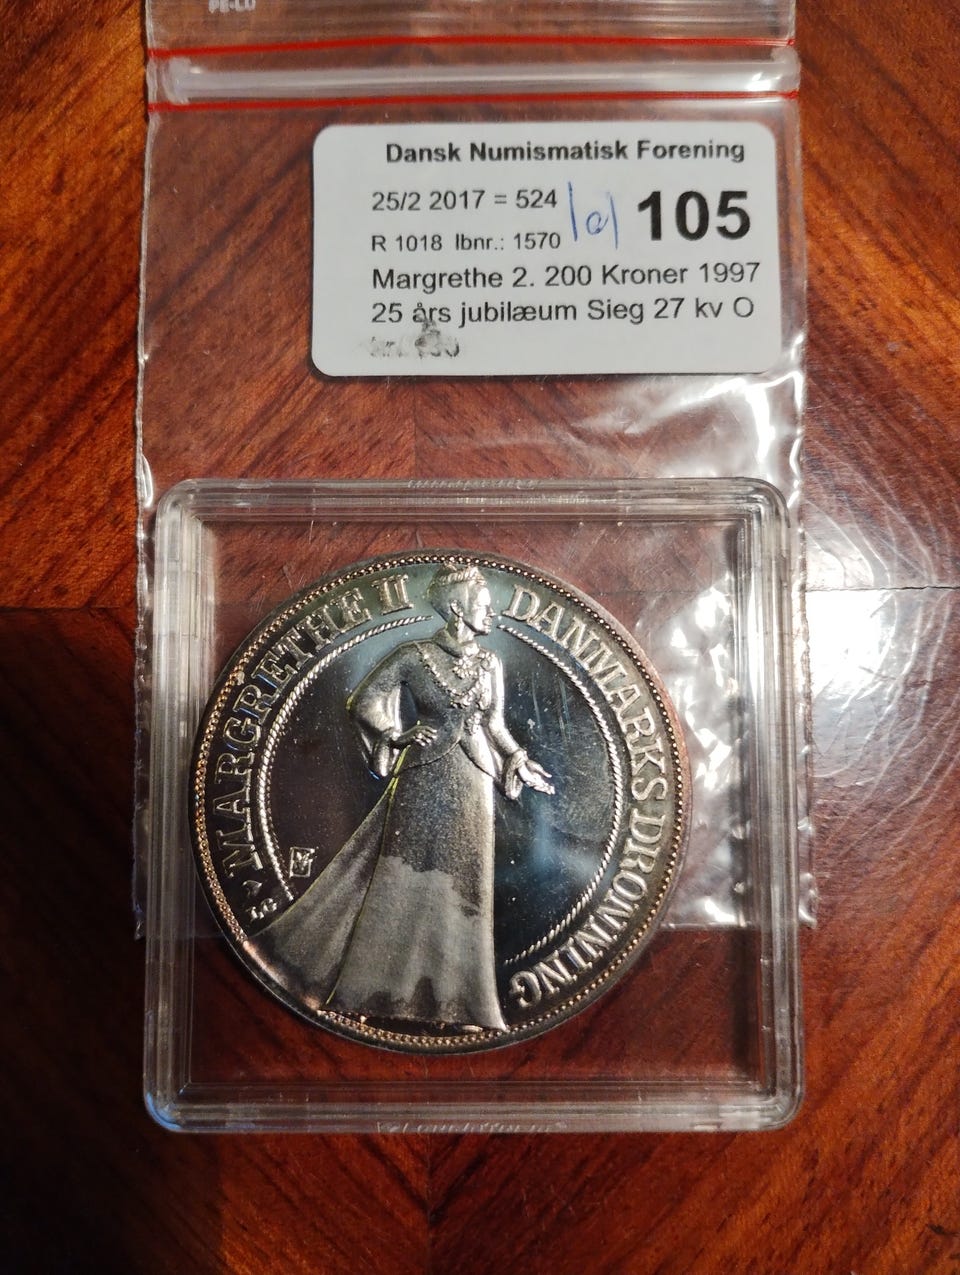 Dansk Numismatisk Forening
25/2 2017 = 524
105
R 1018 lbnr.: 1570
Margrethe 2. 200 Kroner 1997
25 års jubilæum Sieg 27 kv O
MARGRETHE II DANMARKS DRONNING
LG A